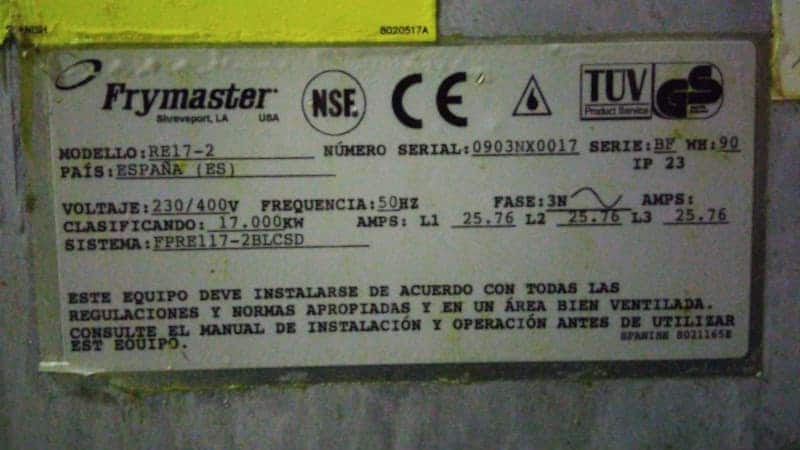 8020517A
Frymaster
Shreveport, LA USA
NSF.
CE
TUV
Product Service
GS
MODELLO: RE17-2 NÚMERO SERIAL: 0903NX0017 SERIE: BF WH: 90
PAÍS: ESPAÑA (ES) IP 23
VOLTAJE: 230/400V FREQUENCIA: 50HZ FASE: 3N AMPS:
CLASIFICANDO: 17.000KW AMPS: L1 25.76 L2 25.76 L3 25.76
SISTEMA: FPRE117-2BLCSD
ESTE EQUIPO DEVE INSTALARSE DE ACUERDO CON TODAS LAS
REGULACIONES Y NORMAS APROPIADAS Y EN UN ÁREA BIEN VENTILADA.
CONSULTE EL MANUAL DE INSTALACIÓN Y OPERACIÓN ANTES DE UTILIZAR
EST EQUIPO.
SPANISH 8021165E